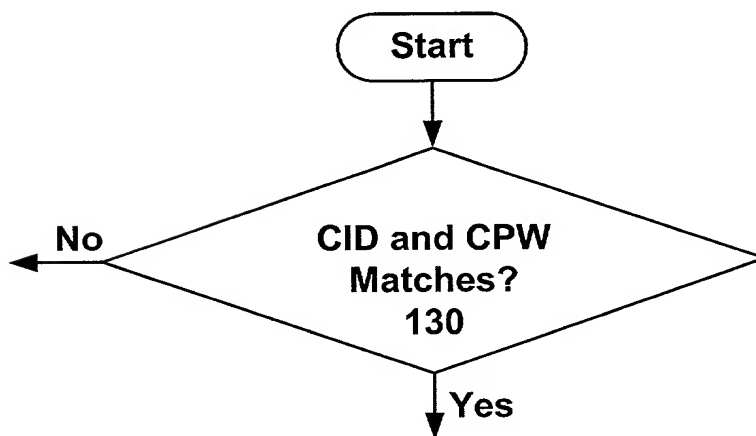 Start
No
CID and CPW
Matches?
130
Yes